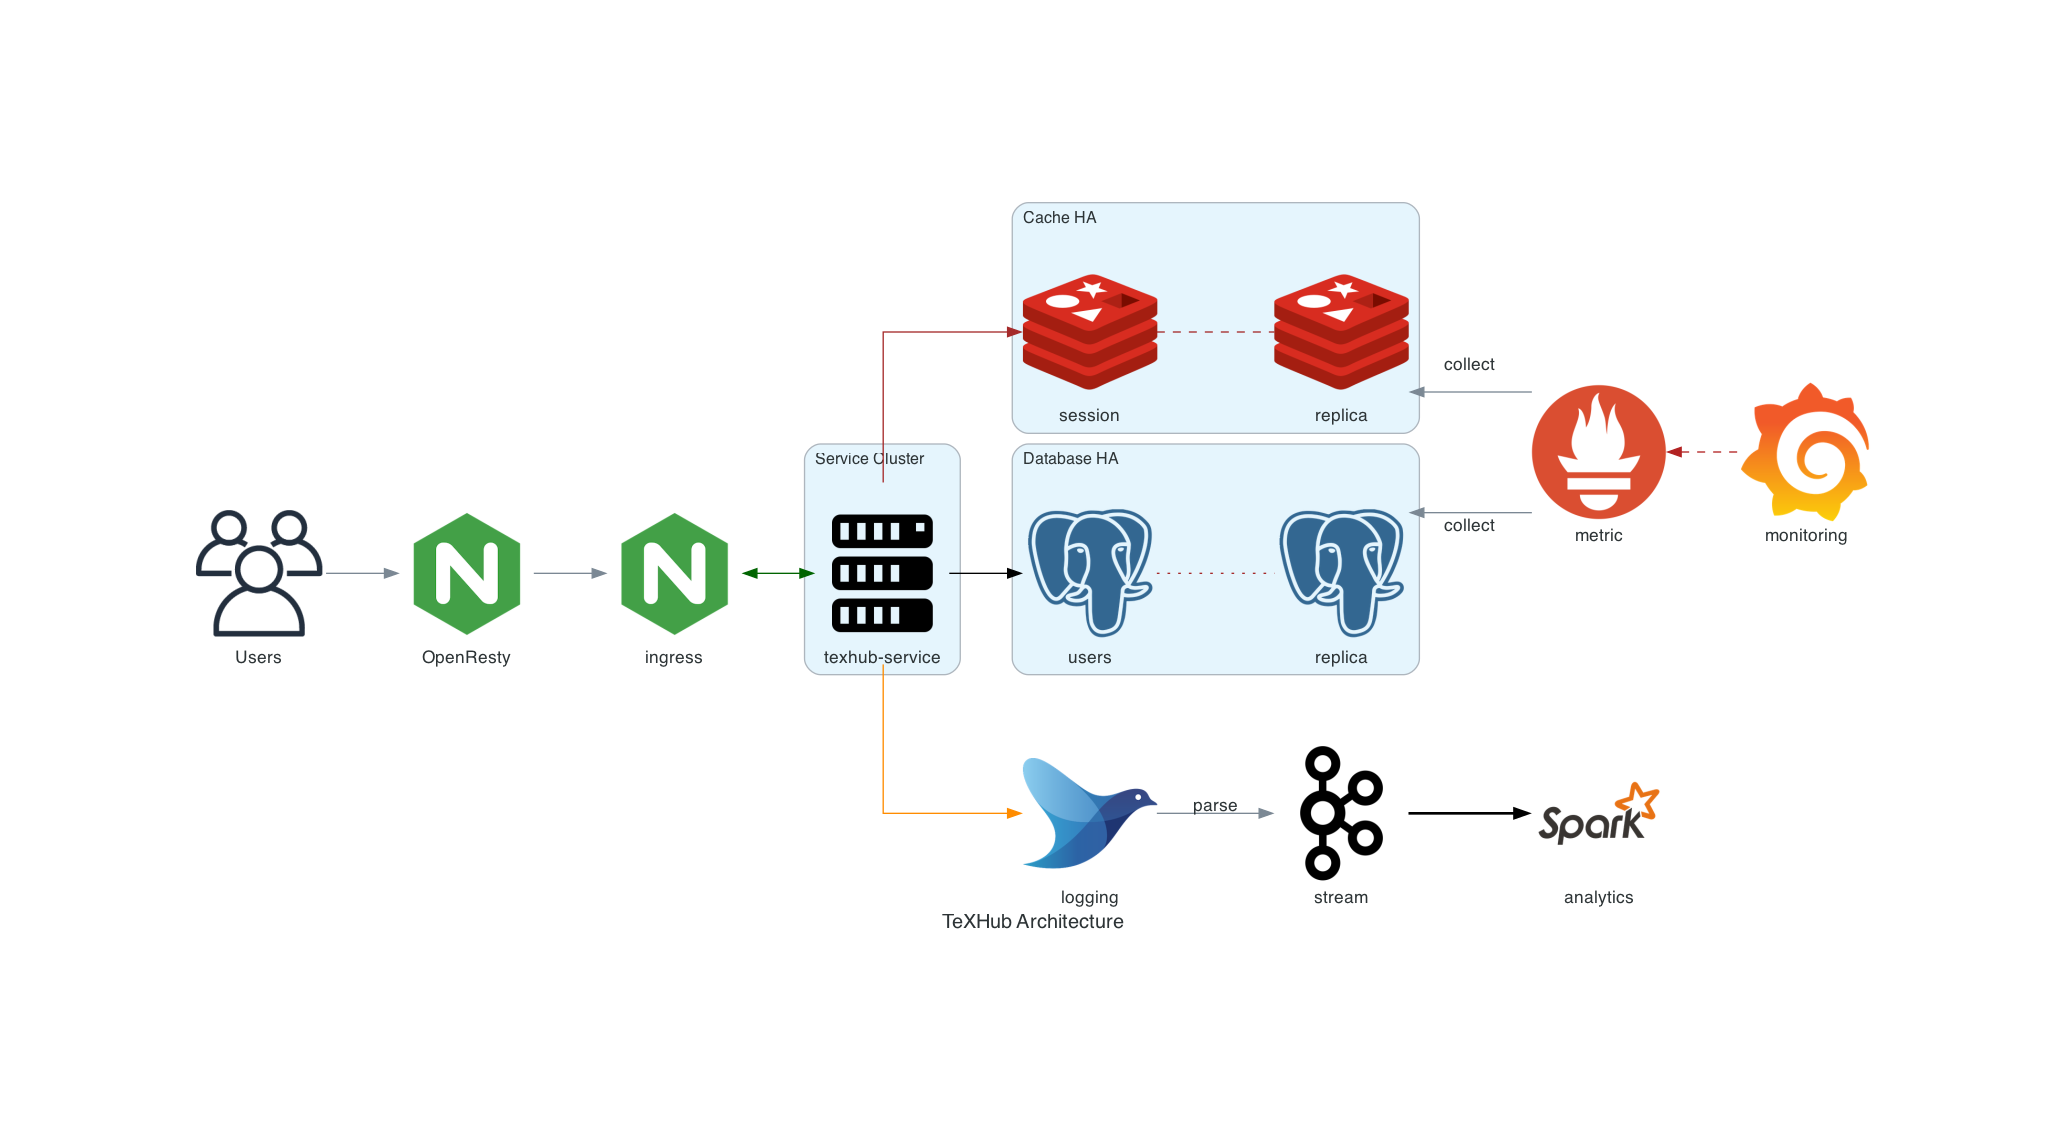 Cache HA
session
replica
collect
Service Cluster
Database HA
collect
metric
monitoring
Users
OpenResty
ingress
texhub-service
users
replica
parse
Spark
logging
stream
analytics
TeXHub Architecture